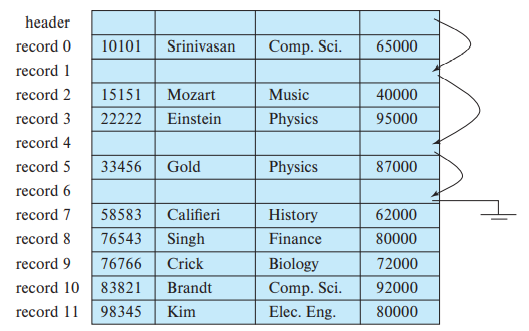 header
record 0 10101 Srinivasan Comp. Sci. 65000
record 1
record 2 15151 Mozart Music 40000
record 3 22222 Einstein Physics 95000
record 4
record 5 33456 Gold Physics 87000
record 6
record 7 58583 Califieri History 62000
record 8 76543 Singh Finance 80000
record 9 76766 Crick Biology 72000
record 10 83821 Brandt Comp. Sci. 92000
record 11 98345 Kim Elec. Eng. 80000